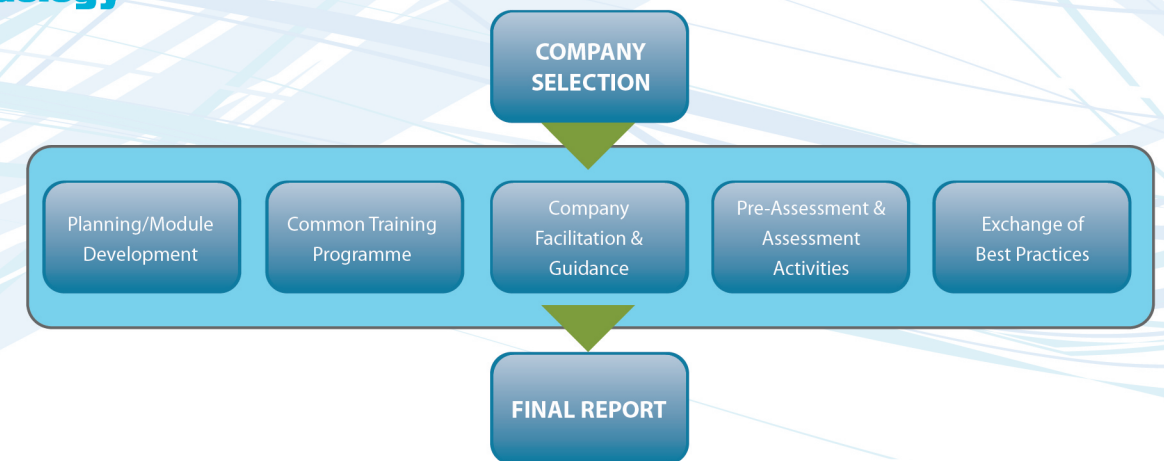 COMPANY
SELECTION
Planning/Module
Development
Common Training
Programme
Company
Facilitation &
Guidance
Pre-Assessment &
Assessment
Activities
Exchange of
Best Practices
FINAL REPORT